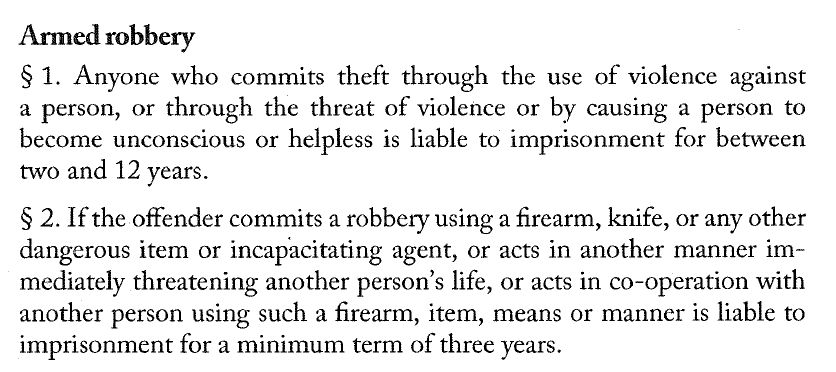 Armed robbery
§ 1. Anyone who commits theft through the use of violence against
a person, or through the threat of violence or by causing a person to
become unconscious or helpless is liable to imprisonment for between
two and 12 years.
§ 2. If the offender commits a robbery using a firearm, knife, or any other
dangerous item or incapacitating agent, or acts in another manner im-
mediately threatening another person's life, or acts in co-operation with
another person using such a firearm, item, means or manner is liable to
imprisonment for a minimum term of three years.